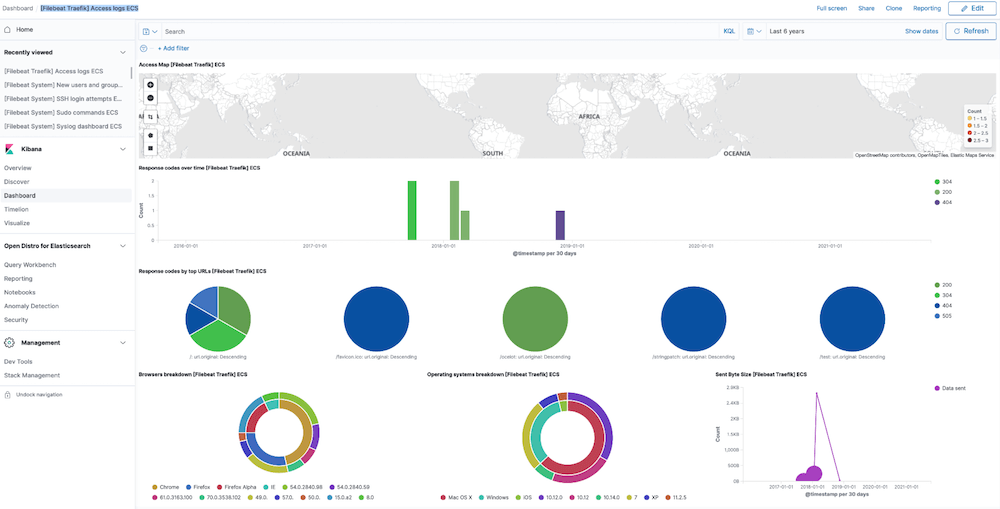 Dashboard [Filebeat Traefik] Access logs ECS Full screen Share Clone Reporting Edit
Home
Search KQL Last 6 years Show dates Refresh
+ Add filter
Recently viewed
[Filebeat Traefik] Access logs ECS
[Filebeat System] New users and group...
[Filebeat System] SSH login attempts E...
[Filebeat System] Sudo commands ECS
[Filebeat System] Syslog dashboard ECS
Kibana
Overview
Discover
Dashboard
Timelion
Visualize
Open Distro for Elasticsearch
Query Workbench
Reporting
Notebooks
Anomaly Detection
Security
Management
Dev Tools
Stack Management
Undock navigation
Access Map [Filebeat Traefik] ECS
AFRICA
OCEANIA
SOUTH
OCEANIA
Count
1 - 1.5
1.5 - 2
2 - 2.5
2.5 - 3
OpenStreetMap contributors, OpenMapTiles, Elastic Maps Service
Response codes over time [Filebeat Traefik] ECS
Count
2
1.5
1
0.5
0
2016-01-01 2017-01-01 2018-01-01 2019-01-01 2020-01-01 2021-01-01
@timestamp per 30 days
304
200
404
Response codes by top URLs [Filebeat Traefik] ECS
/: url.original: Descending
/favicon.ico: url.original: Descending
/ocelot: url.original: Descending
/stringpatch: url.original: Descending
/test: url.original: Descending
200
304
404
505
Browsers breakdown [Filebeat Traefik] ECS
Chrome Firefox Firefox Alpha IE 54.0.2840.98 54.0.2840.59
61.0.3163.100 70.0.3538.102 49.0. 57.0. 50.0. 15.0.a2 8.0
Operating systems breakdown [Filebeat Traefik] ECS
Mac OS X Windows iOS 10.12.0 10.12 10.14.0 7 XP 11.2.5
Sent Byte Size [Filebeat Traefik] ECS
Count
2.4KB
2KB
1KB
500B
0B
2017-01-01 2018-01-01 2019-01-01 2020-01-01 2021-01-01
@timestamp per 30 days
Data sent